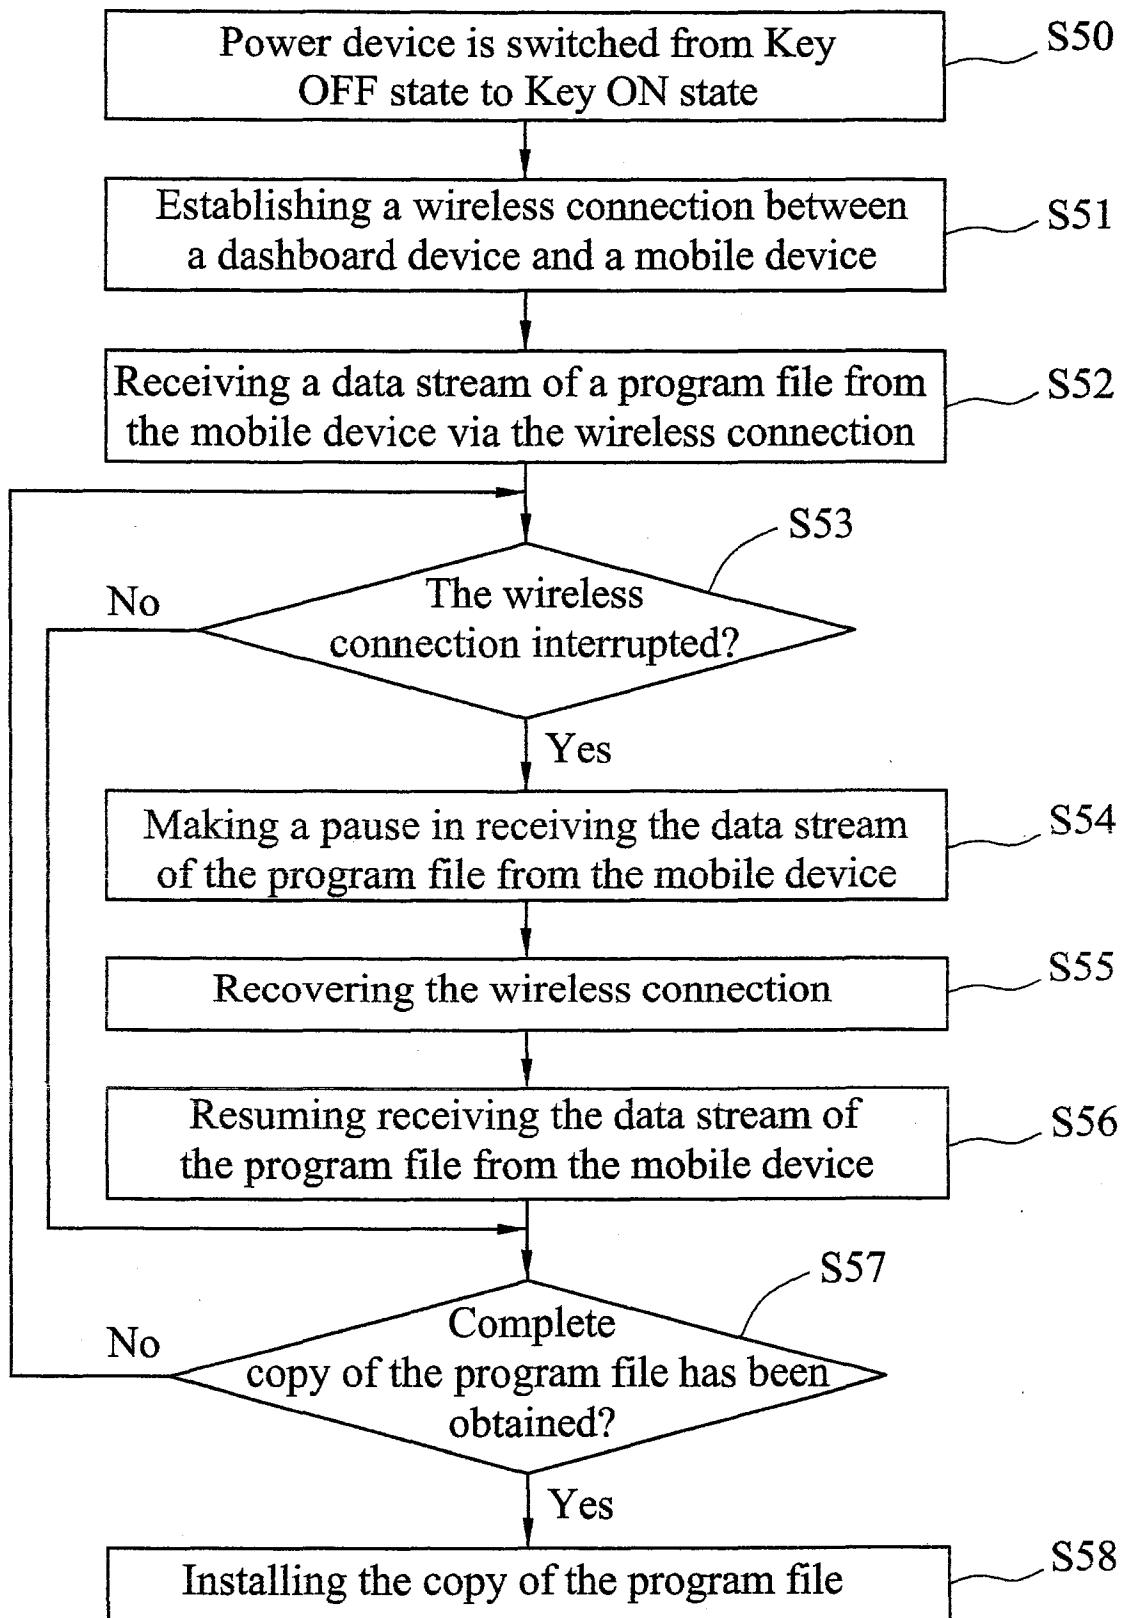 Power device is switched from Key
OFF state to Key ON state
S50
Establishing a wireless connection between
a dashboard device and a mobile device
S51
Receiving a data stream of a program file from
the mobile device via the wireless connection
S52
S53
No
The wireless
connection interrupted?
Yes
Making a pause in receiving the data stream
of the program file from the mobile device
S54
Recovering the wireless connection
S55
Resuming receiving the data stream of
the program file from the mobile device
S56
S57
No
Complete
copy of the program file has been
obtained?
Yes
Installing the copy of the program file
S58